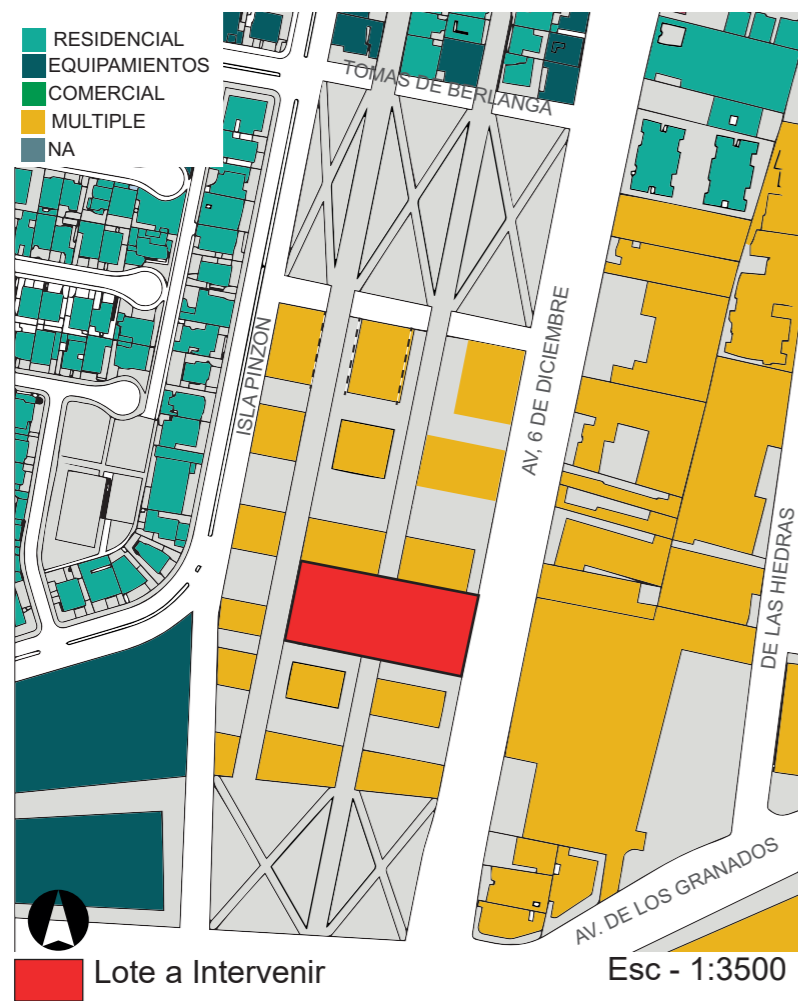 RESIDENCIAL
EQUIPAMIENTOS
COMERCIAL
MULTIPLE
NA
TOMAS DE BERLANGA
ISLA PINZON
AV, 6 DE DICIEMBRE
DE LAS HIEDRAS
AV. DE LOS GRANADOS
Lote a Intervenir
Esc - 1:3500